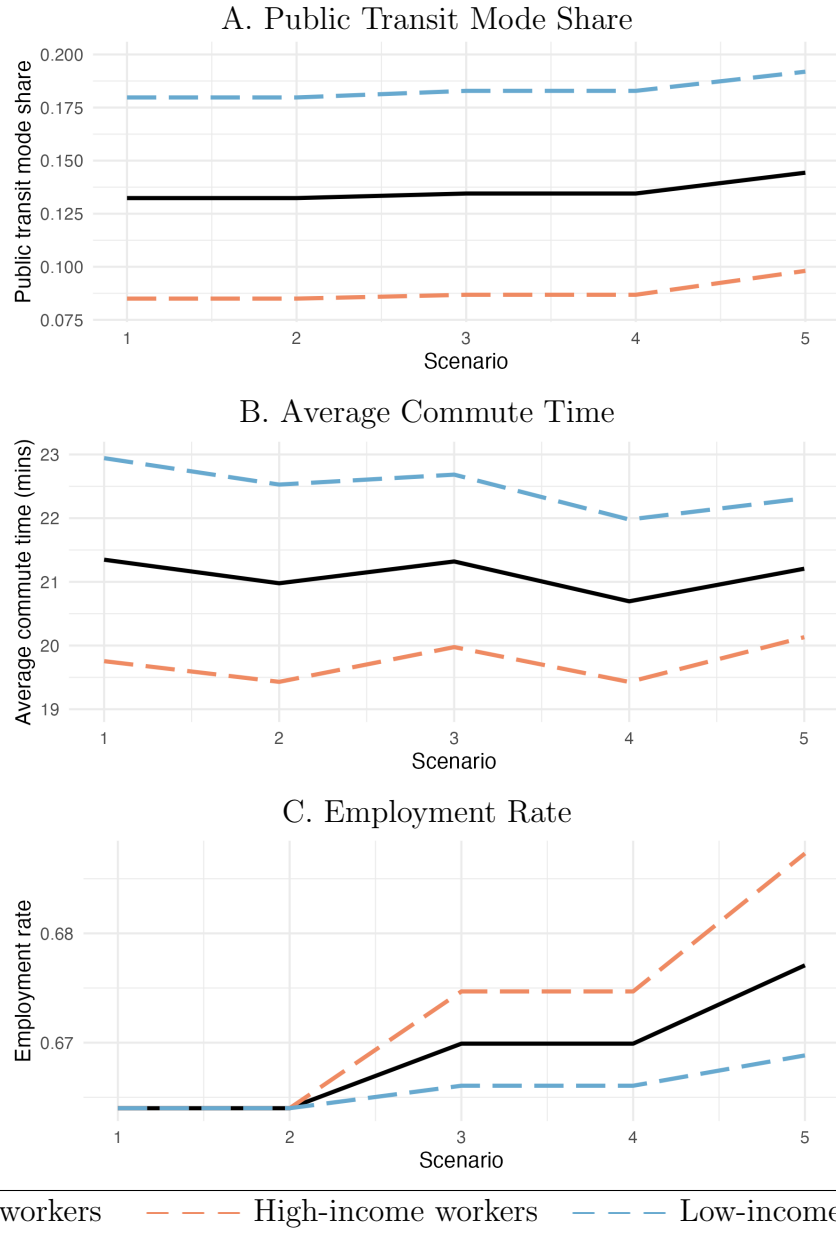 A. Public Transit Mode Share
Public transit mode share
0.200
0.175
0.150
0.125
0.100
0.075
1 2 3 4 5
Scenario
B. Average Commute Time
Average commute time (mins)
23
22
21
20
19
1 2 3 4 5
Scenario
C. Employment Rate
Employment rate
0.68
0.67
1 2 3 4 5
Scenario
workers High-income workers Low-income